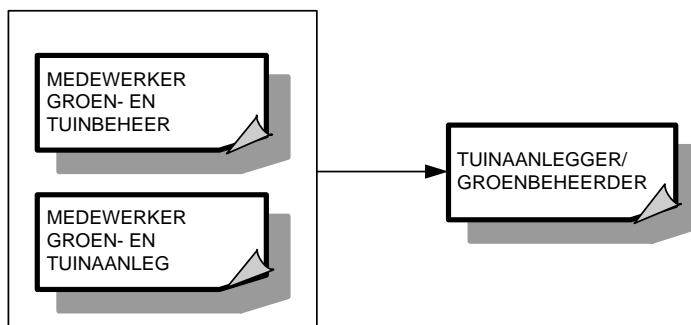 MEDEWERKER
GROEN- EN
TUINBEHEER
MEDEWERKER
GROEN- EN
TUINAANLEG
TUINAANLEGGER/
GROENBEHEERDER